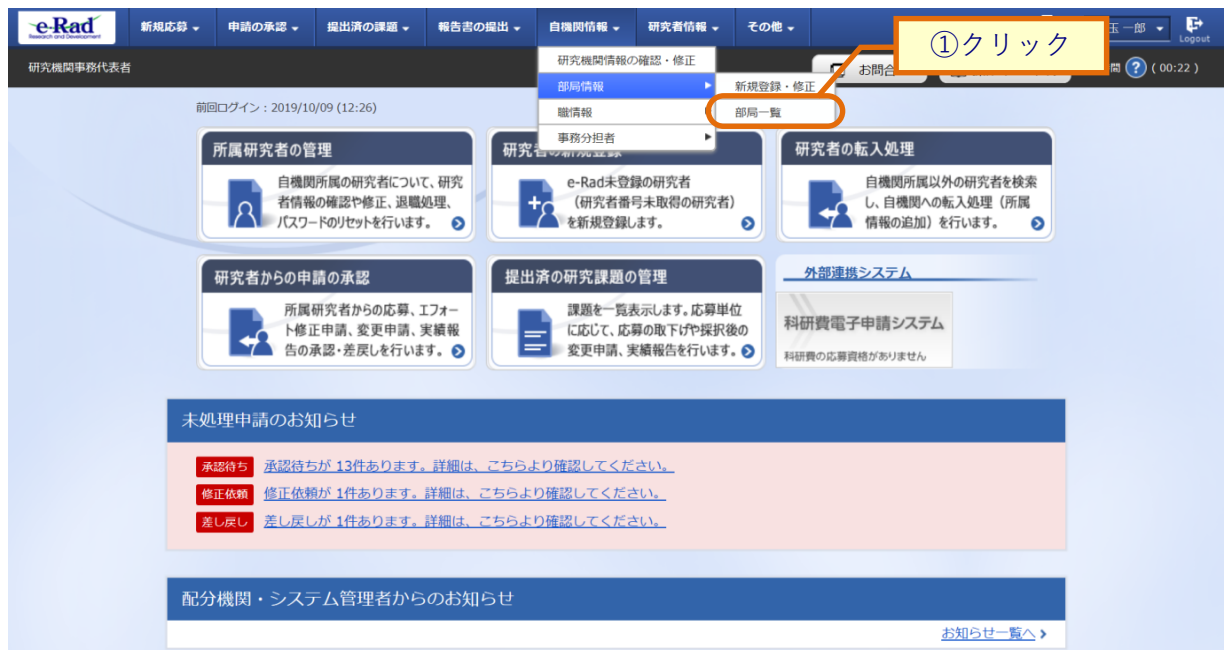 e-Rad
Research and Development
新規応募 申請の承認 提出済の課題 報告書の提出 自機関情報 研究者情報 その他
玉 一郎
Logout
①クリック
研究機関事務代表者
お問合
間 ? ( 00:22 )
研究機関情報の確認・修正
部局情報
職情報
事務分担者
新規登録・修正
部局一覧
前回ログイン : 2019/10/09 (12:26)
所属研究者の管理
自機関所属の研究者について、研究
者情報の確認や修正、退職処理、
パスワードのリセットを行います。
e-Rad未登録の研究者
（研究者番号未取得の研究者）
を新規登録します。
研究者の転入処理
自機関所属以外の研究者を検索
し、自機関への転入処理（所属
情報の追加）を行います。
研究者からの申請の承認
所属研究者からの応募、エフォー
ト修正申請、変更申請、実績報
告の承認・差戻しを行います。
提出済の研究課題の管理
課題を一覧表示します。応募単位
に応じて、応募の取下げや採択後の
変更申請、実績報告を行います。
外部連携システム
科研費電子申請システム
科研費の応募資格がありません
未処理申請のお知らせ
承認待ち 承認待ちが 13件あります。詳細は、こちらより確認してください。
修正依頼 修正依頼が 1件あります。詳細は、こちらより確認してください。
差し戻し 差し戻しが 1件あります。詳細は、こちらより確認してください。
配分機関・システム管理者からのお知らせ
お知らせ一覧へ